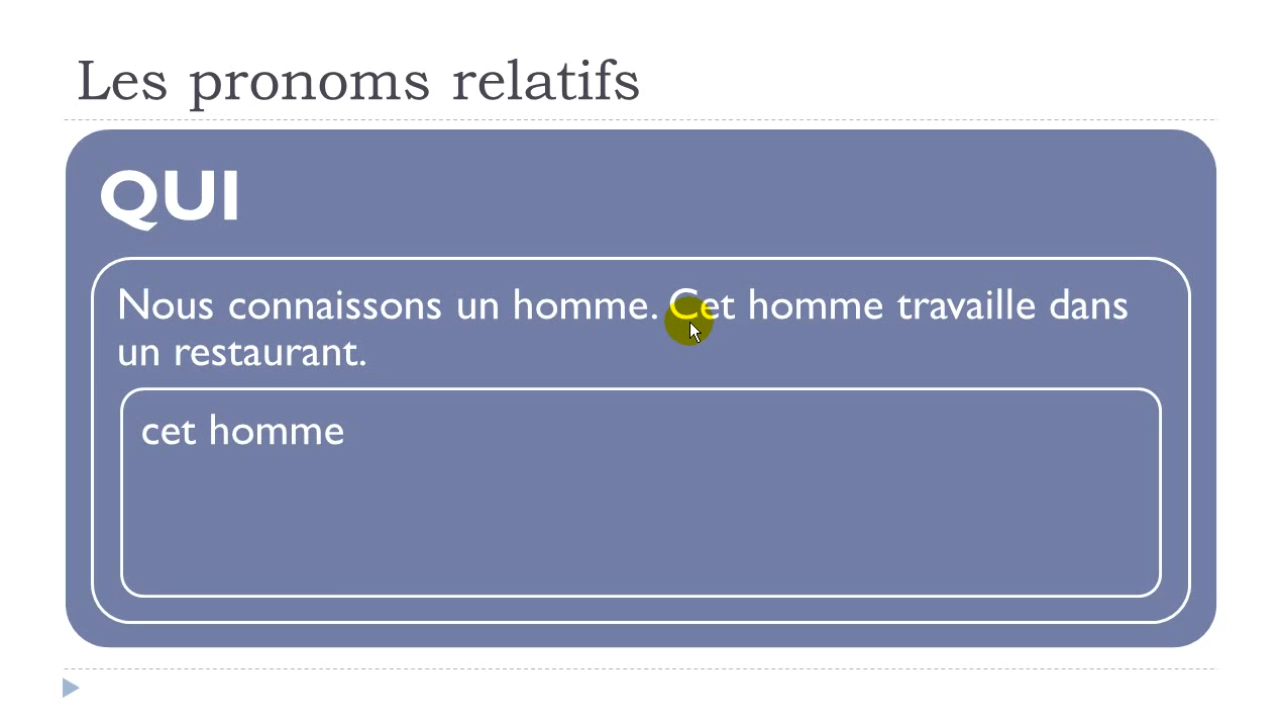 Les pronoms relatifs
QUI
Nous connaissons un homme. Cet homme travaille dans
un restaurant.
cet homme